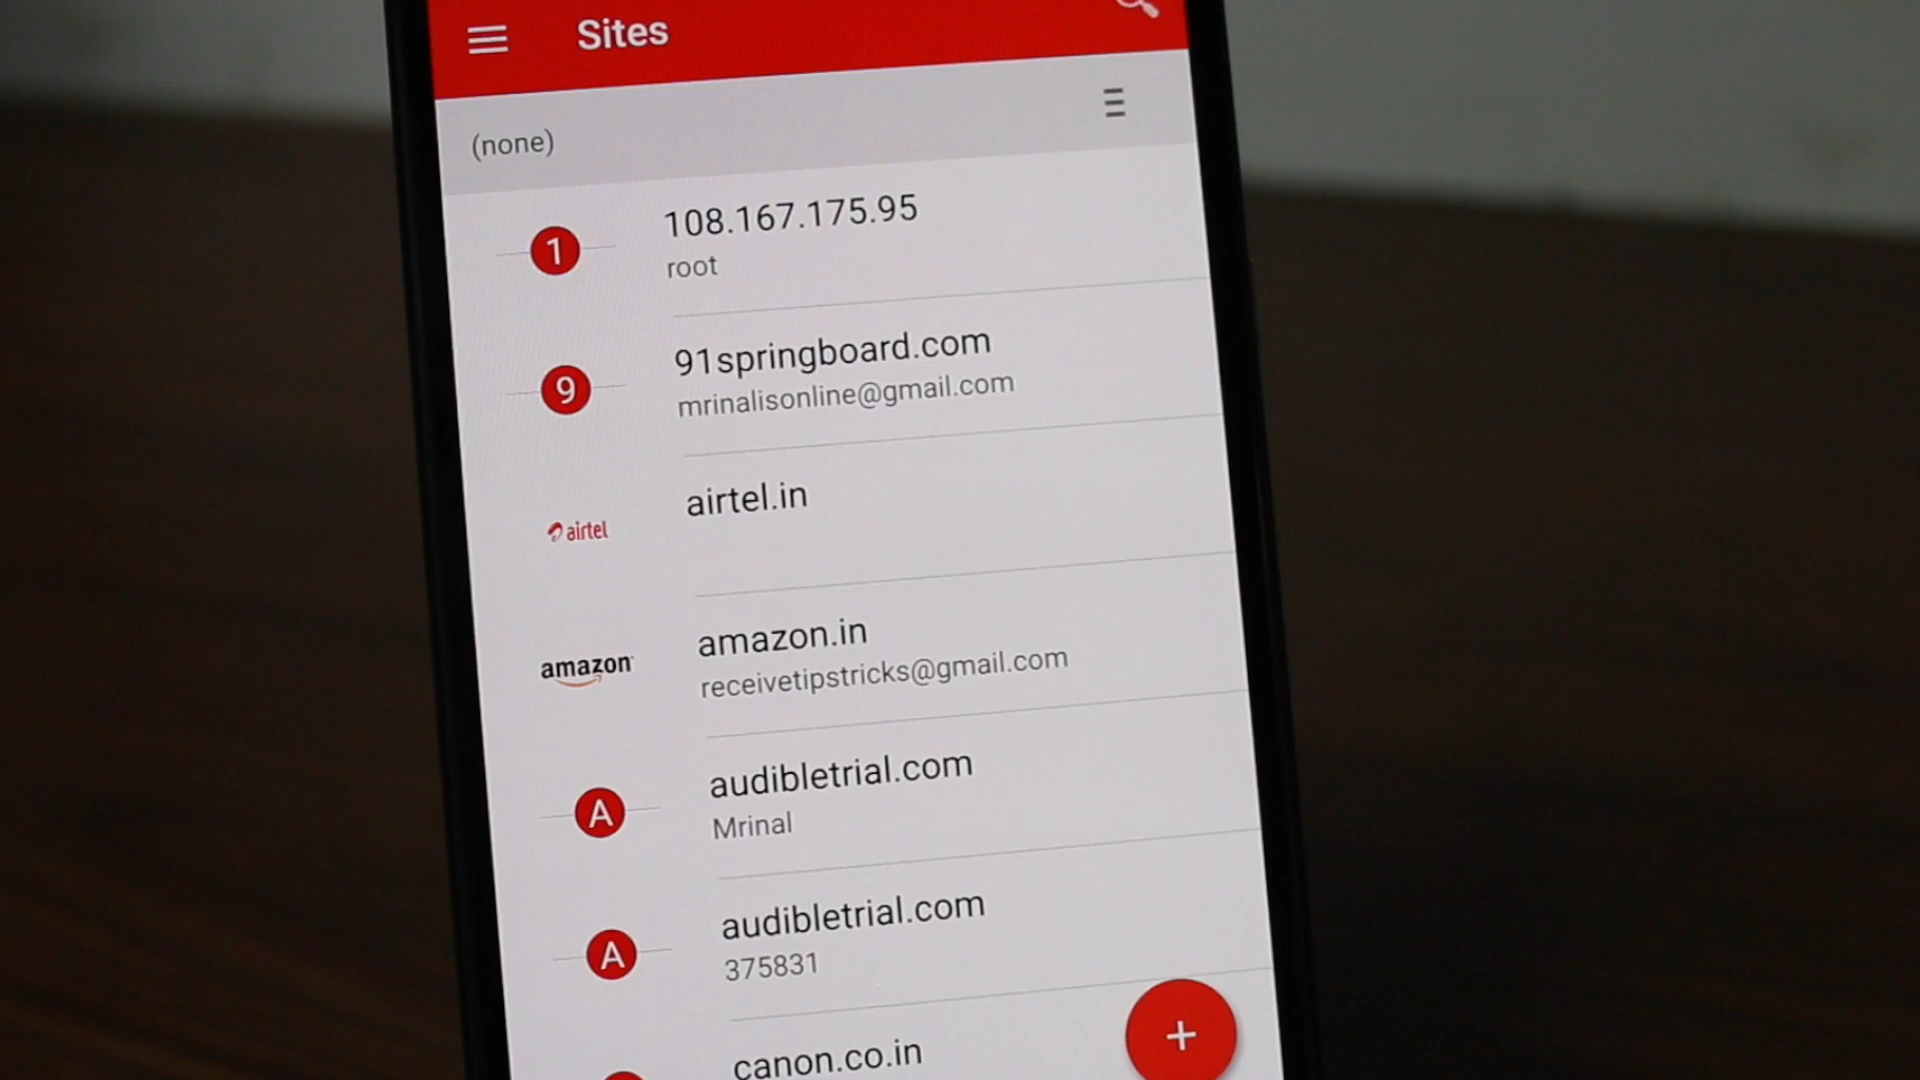 Sites
(none)
1
108.167.175.95
root
9
91springboard.com
mrinalisonline@gmail.com
airtel
airtel.in
amazon
amazon.in
receivetipstricks@gmail.com
A
audibletrial.com
Mrinal
A
audibletrial.com
375831
canon.co.in
+